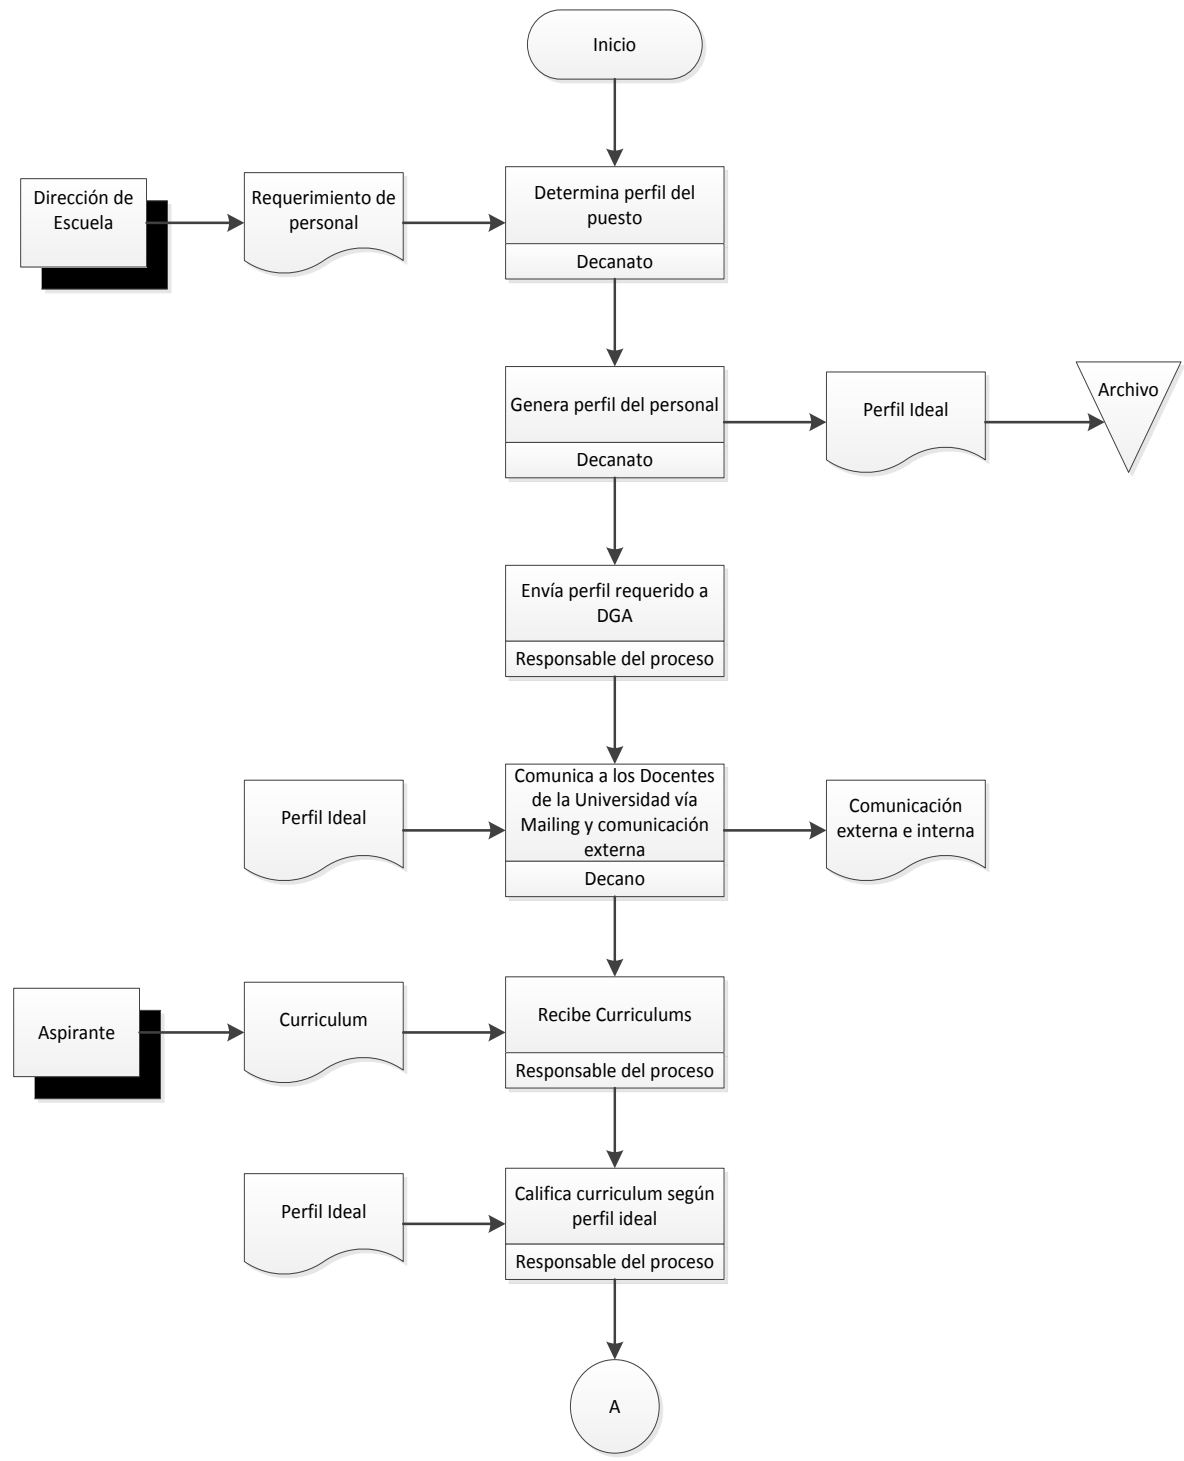 Inicio
Dirección de
Escuela
Requerimiento de
personal
Determina perfil del
puesto
Decanato
Genera perfil del personal
Decanato
Perfil Ideal
Archivo
Envía perfil requerido a
DGA
Responsable del proceso
Perfil Ideal
Comunica a los Docentes
de la Universidad vía
Mailing y comunicación
externa
Decano
Comunicación
externa e interna
Aspirante
Curriculum
Recibe Curriculums
Responsable del proceso
Perfil Ideal
Califica curriculum según
perfil ideal
Responsable del proceso
A